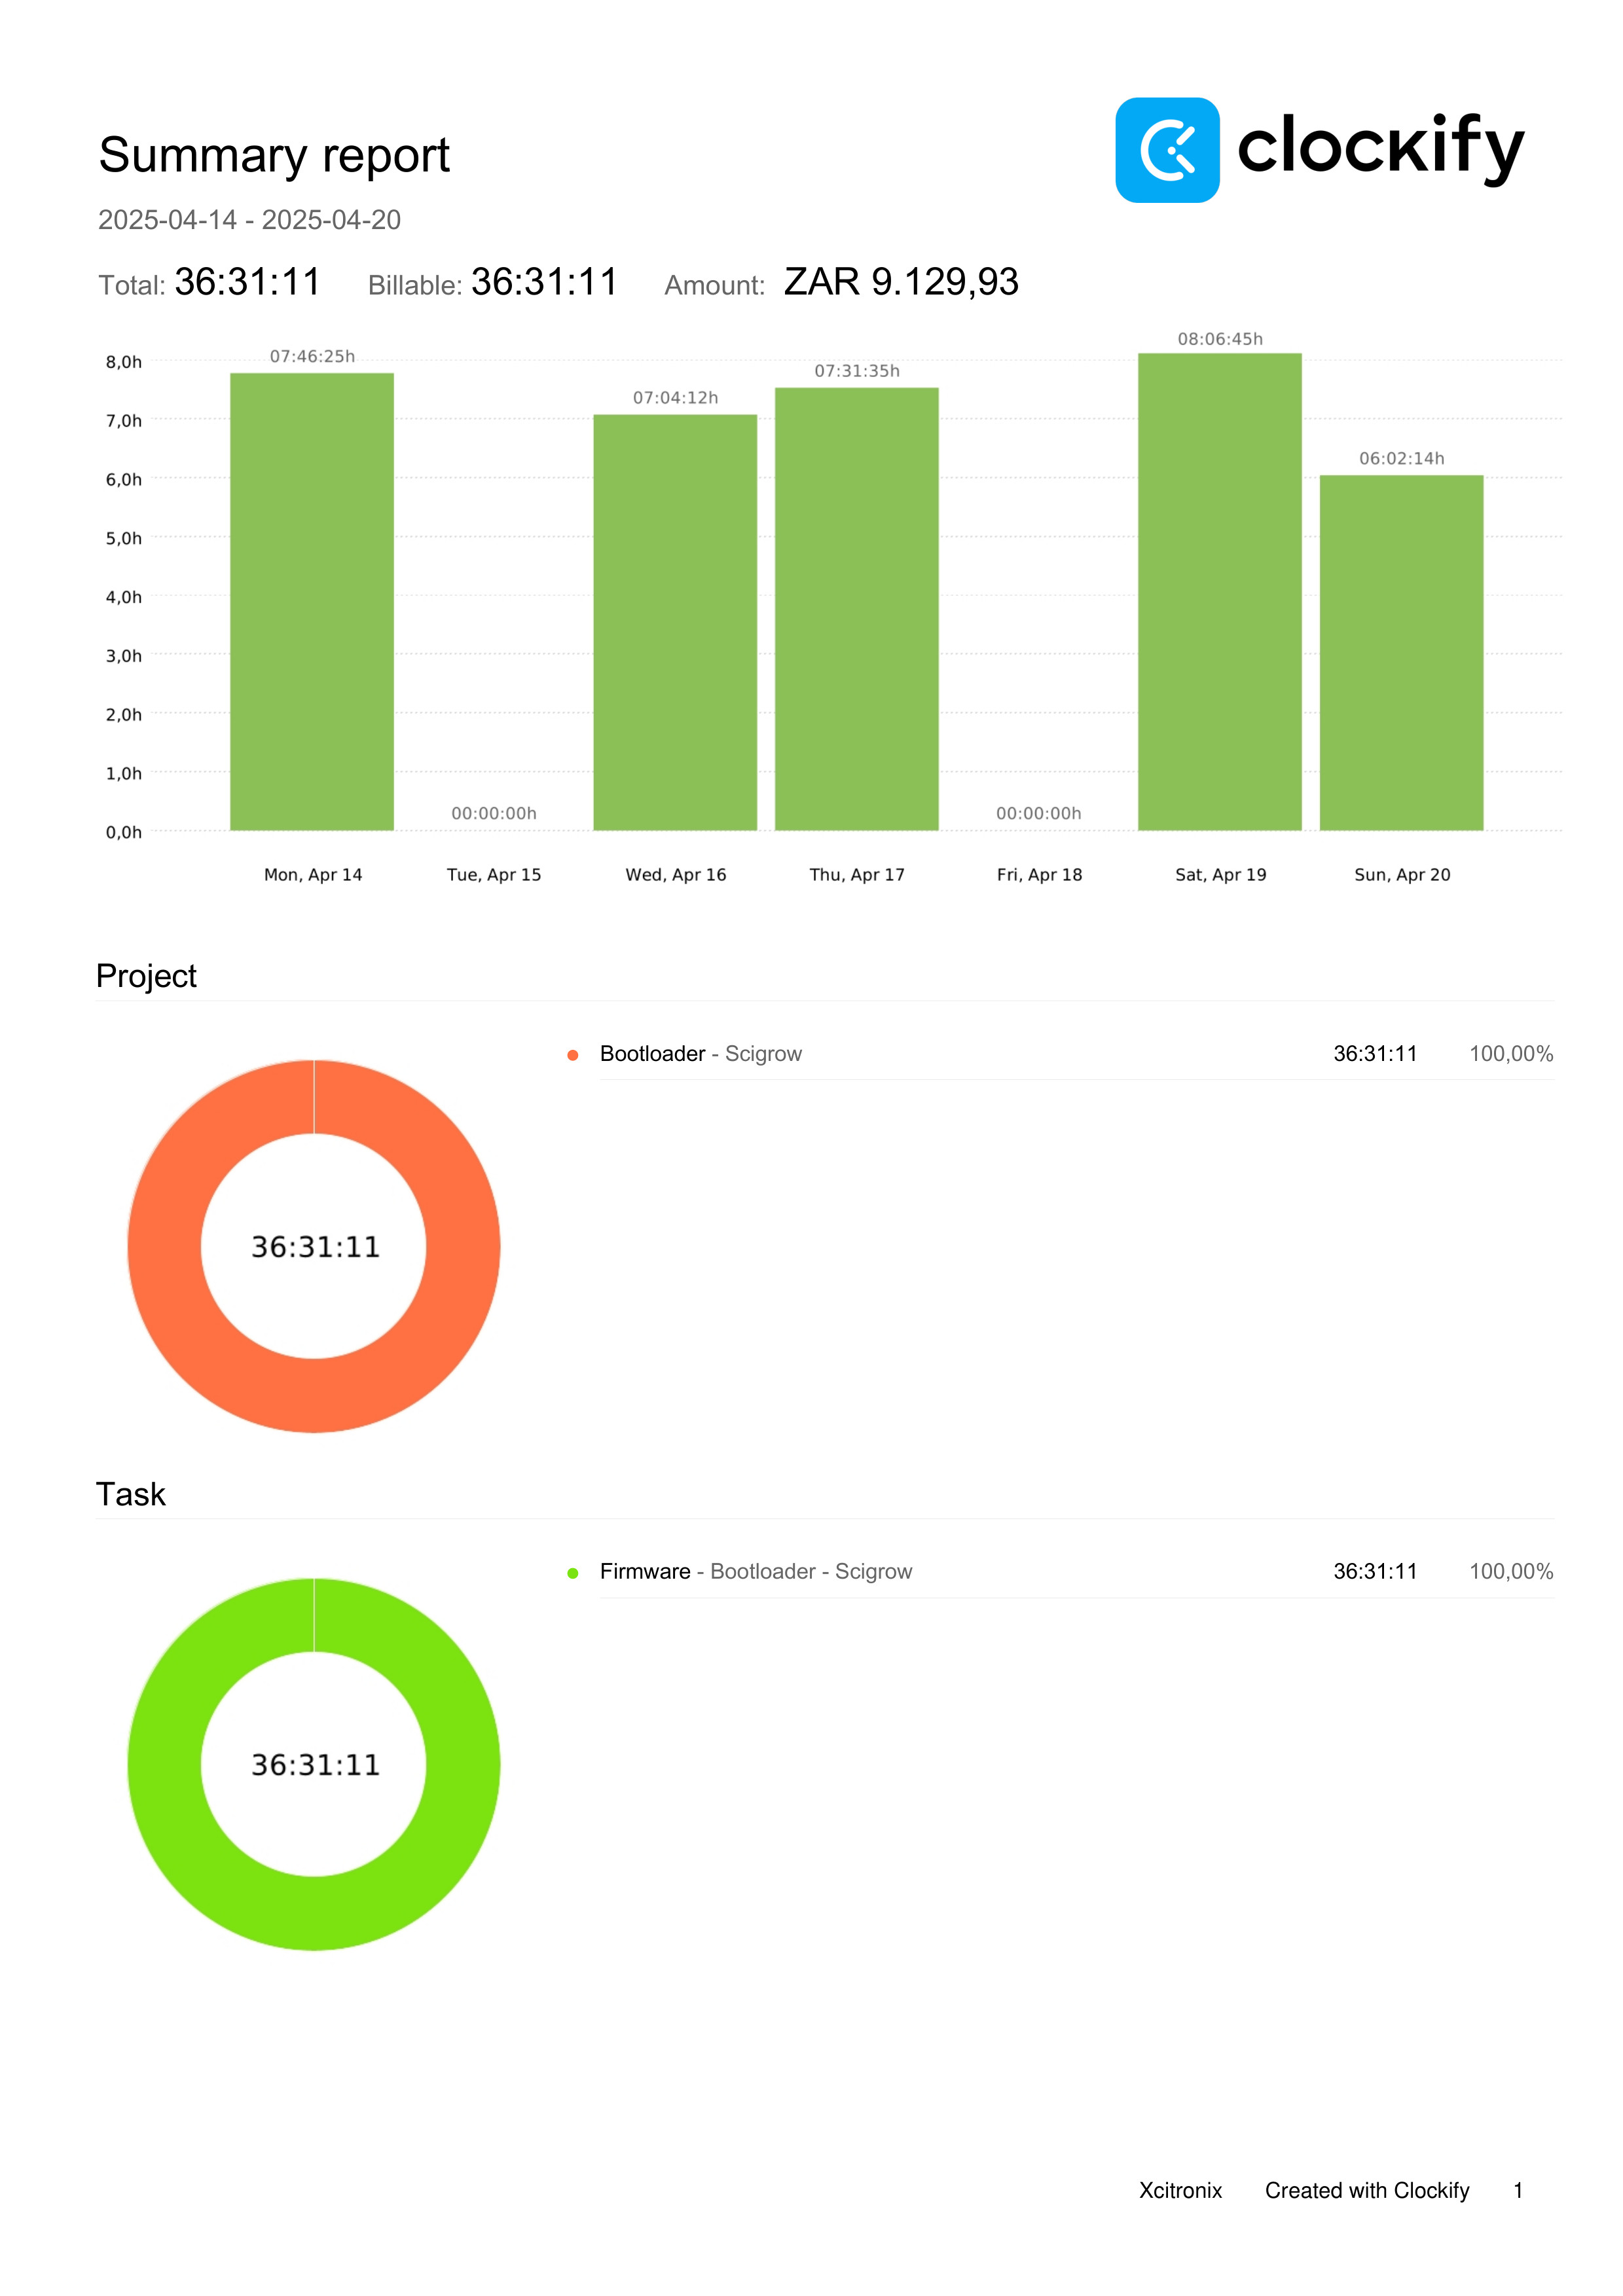 Summary report
clockify
2025-04-14 - 2025-04-20
Total: 36:31:11 Billable: 36:31:11 Amount: ZAR 9.129,93
08:06:45h
8,0h
07:46:25h
07:31:35h
07:04:12h
7,0h
06:02:14h
6,0h
5,0h
4,0h
3,0h
2,0h
1,0h
00:00:00h
00:00:00h
0,0h
Mon, Apr 14 Tue, Apr 15 Wed, Apr 16 Thu, Apr 17 Fri, Apr 18 Sat, Apr 19 Sun, Apr 20
Project
Bootloader - Scigrow 36:31:11 100,00%
36:31:11
Task
Firmware - Bootloader - Scigrow 36:31:11 100,00%
36:31:11
Xcitronix Created with Clockify 1